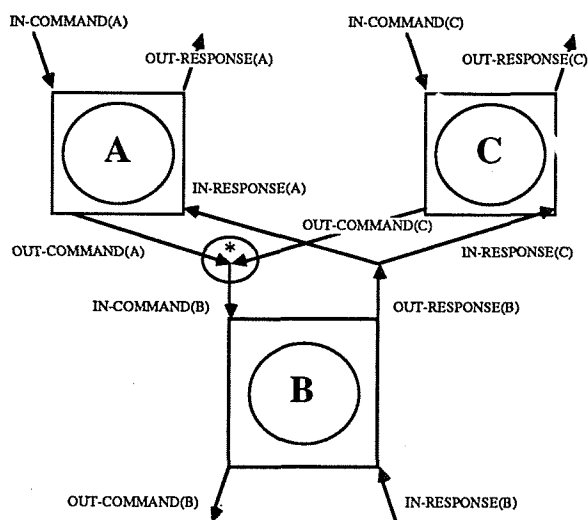 IN-COMMAND(A)
IN-COMMAND(C)
OUT-RESPONSE(A)
OUT-RESPONSE(C)
A
C
IN-RESPONSE(A)
OUT-COMMAND(C)
OUT-COMMAND(A)
*
IN-RESPONSE(C)
IN-COMMAND(B)
OUT-RESPONSE(B)
B
OUT-COMMAND(B)
IN-RESPONSE(B)